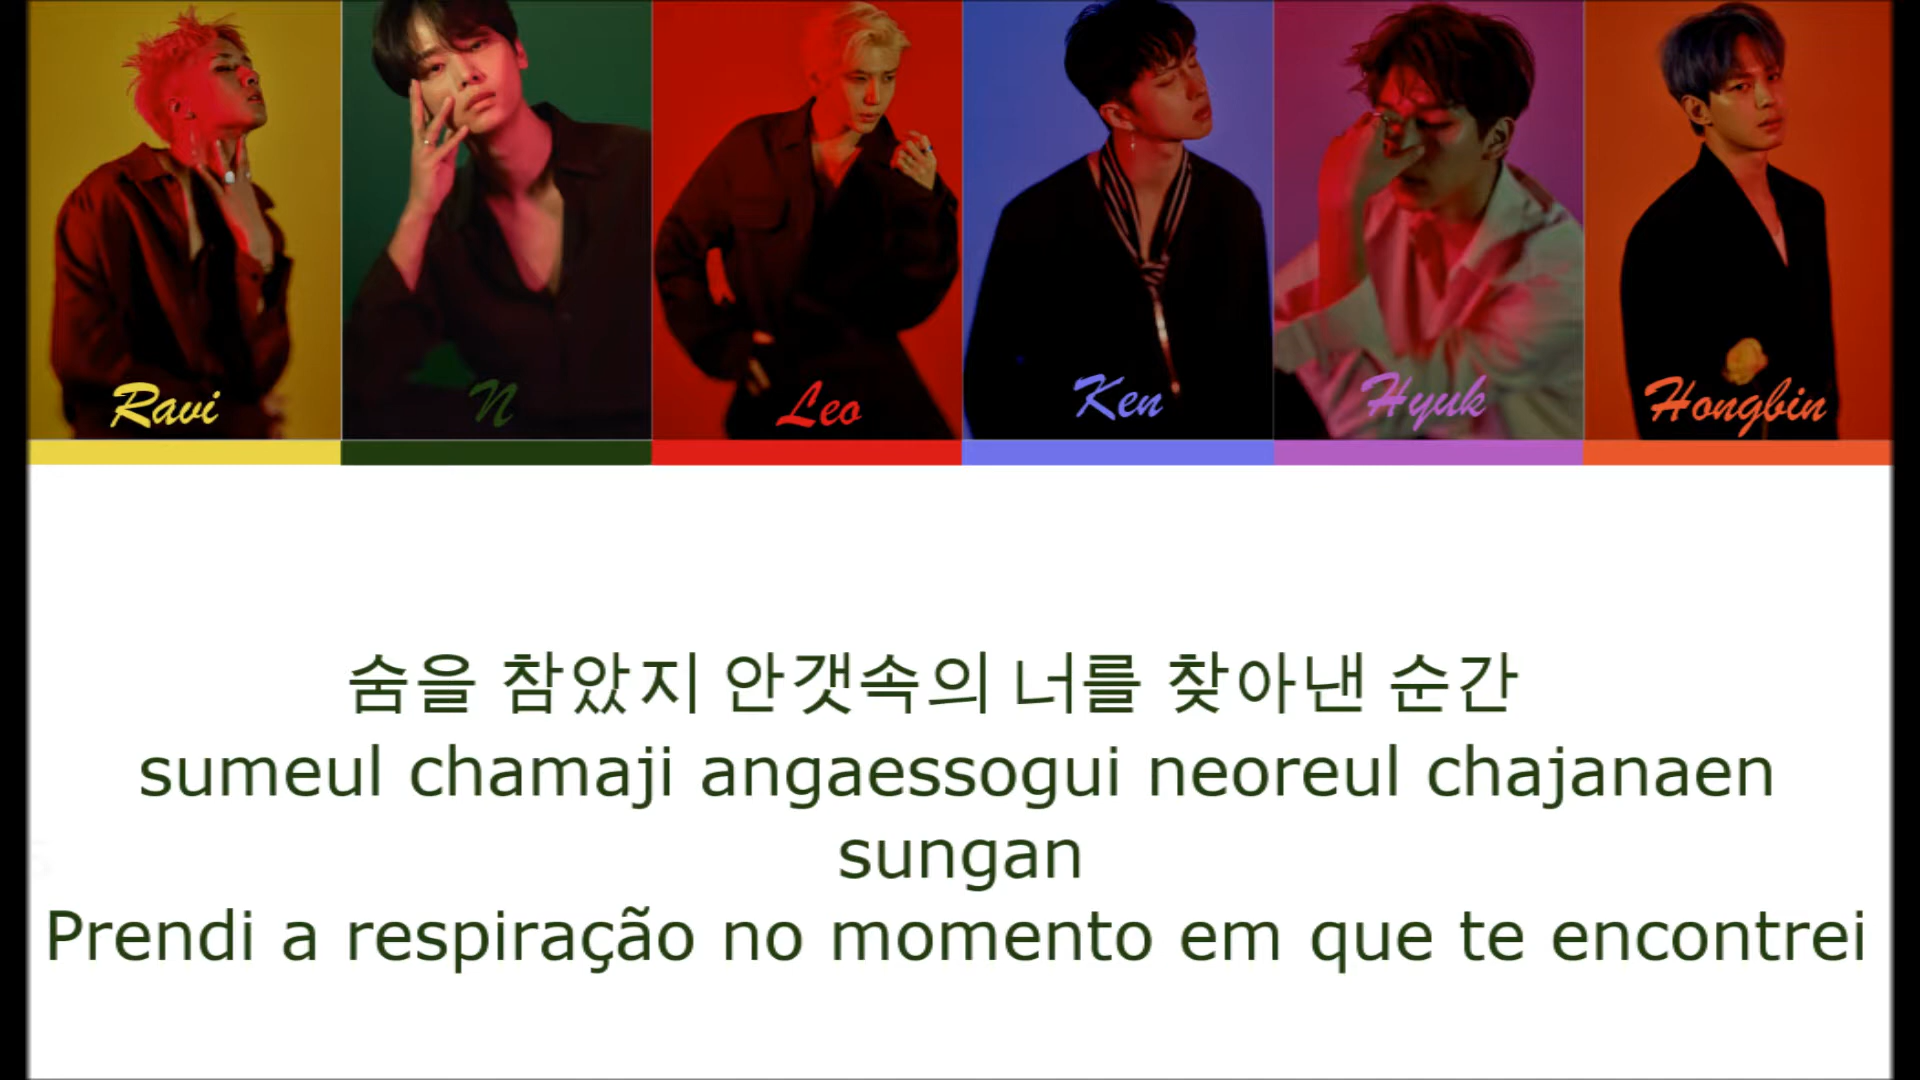 Ravi N Leo Ken Hyuk Hongbin
숨을 참았지 안갯속의 너를 찾아낸 순간
sumeul chamaji angaessogui neoreul chajanaen
sungan
Prendi a respiração no momento em que te encontrei